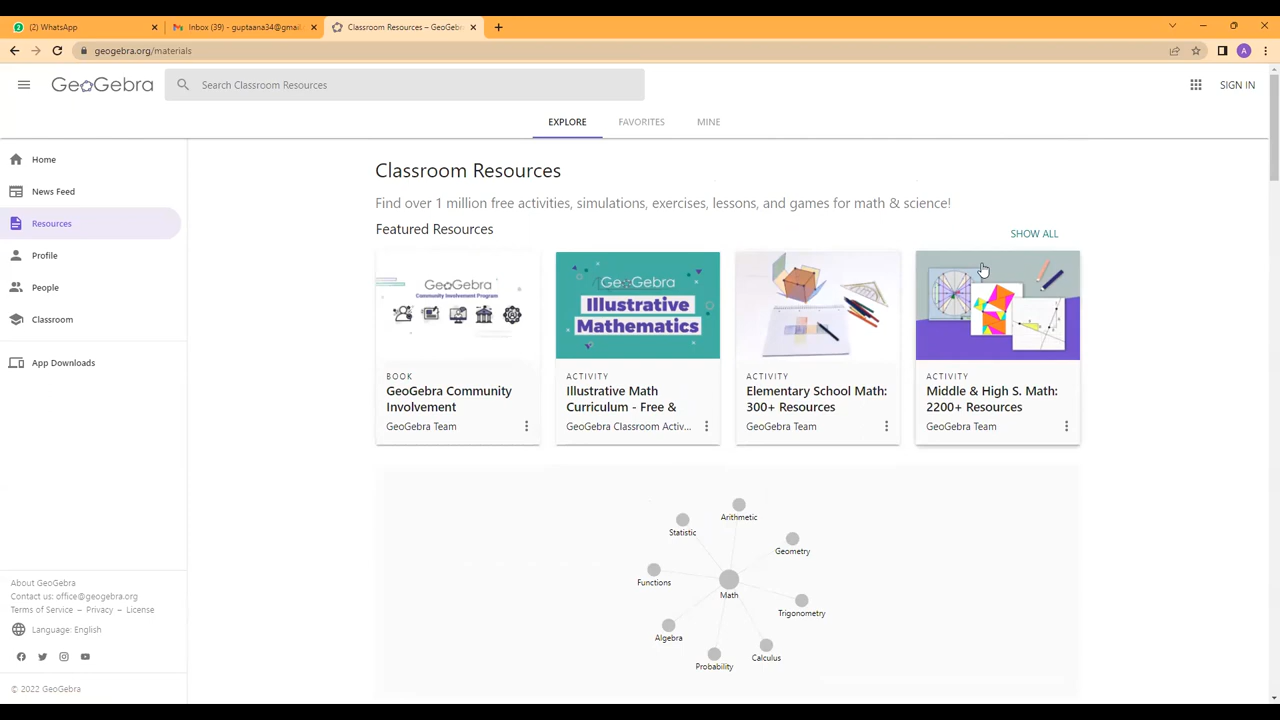 (2) WhatsApp
Inbox (39) - guptaana34@gmail
Classroom Resources – GeoGebr
geogebra.org/materials
A
GeoGebra
Search Classroom Resources
SIGN IN
EXPLORE
FAVORITES
MINE
Home
News Feed
Resources
Profile
People
Classroom
App Downloads
Classroom Resources
Find over 1 million free activities, simulations, exercises, lessons, and games for math & science!
Featured Resources
SHOW ALL
GeoGebra
Community Involvement Program
BOOK
GeoGebra Community
Involvement
GeoGebra Team
GeoGebra
Illustrative
Mathematics
ACTIVITY
Illustrative Math
Curriculum - Free &
GeoGebra Classroom Activ...
ACTIVITY
Elementary School Math:
300+ Resources
GeoGebra Team
ACTIVITY
Middle & High S. Math:
2200+ Resources
GeoGebra Team
Arithmetic
Statistic
Geometry
Functions
Math
Trigonometry
Algebra
Calculus
Probability
About GeoGebra
Contact us: office@geogebra.org
Terms of Service – Privacy – License
Language: English
© 2022 GeoGebra